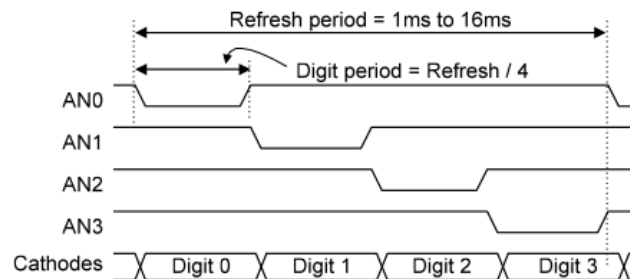 Refresh period = 1ms to 16ms
Digit period = Refresh / 4
AN0
AN1
AN2
AN3
Cathodes Digit 0 Digit 1 Digit 2 Digit 3